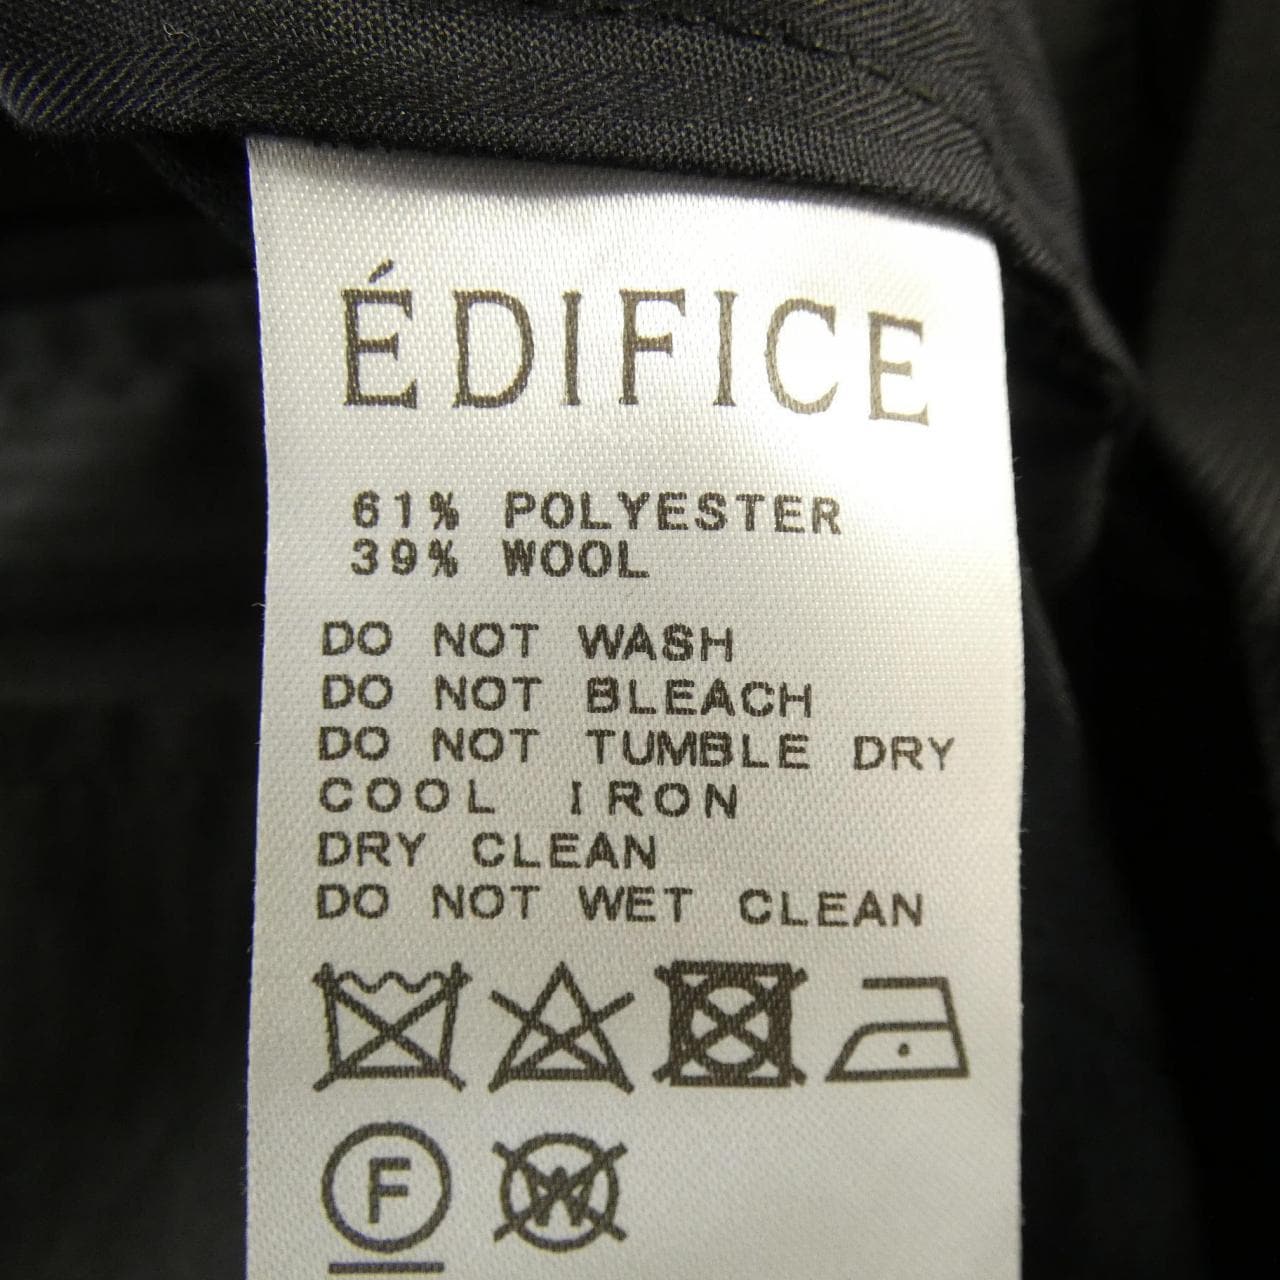 ÉDIFICE
61% POLYESTER
39% WOOL
DO NOT WASH
DO NOT BLEACH
DO NOT TUMBLE DRY
COOL IRON
DRY CLEAN
DO NOT WET CLEAN
F W